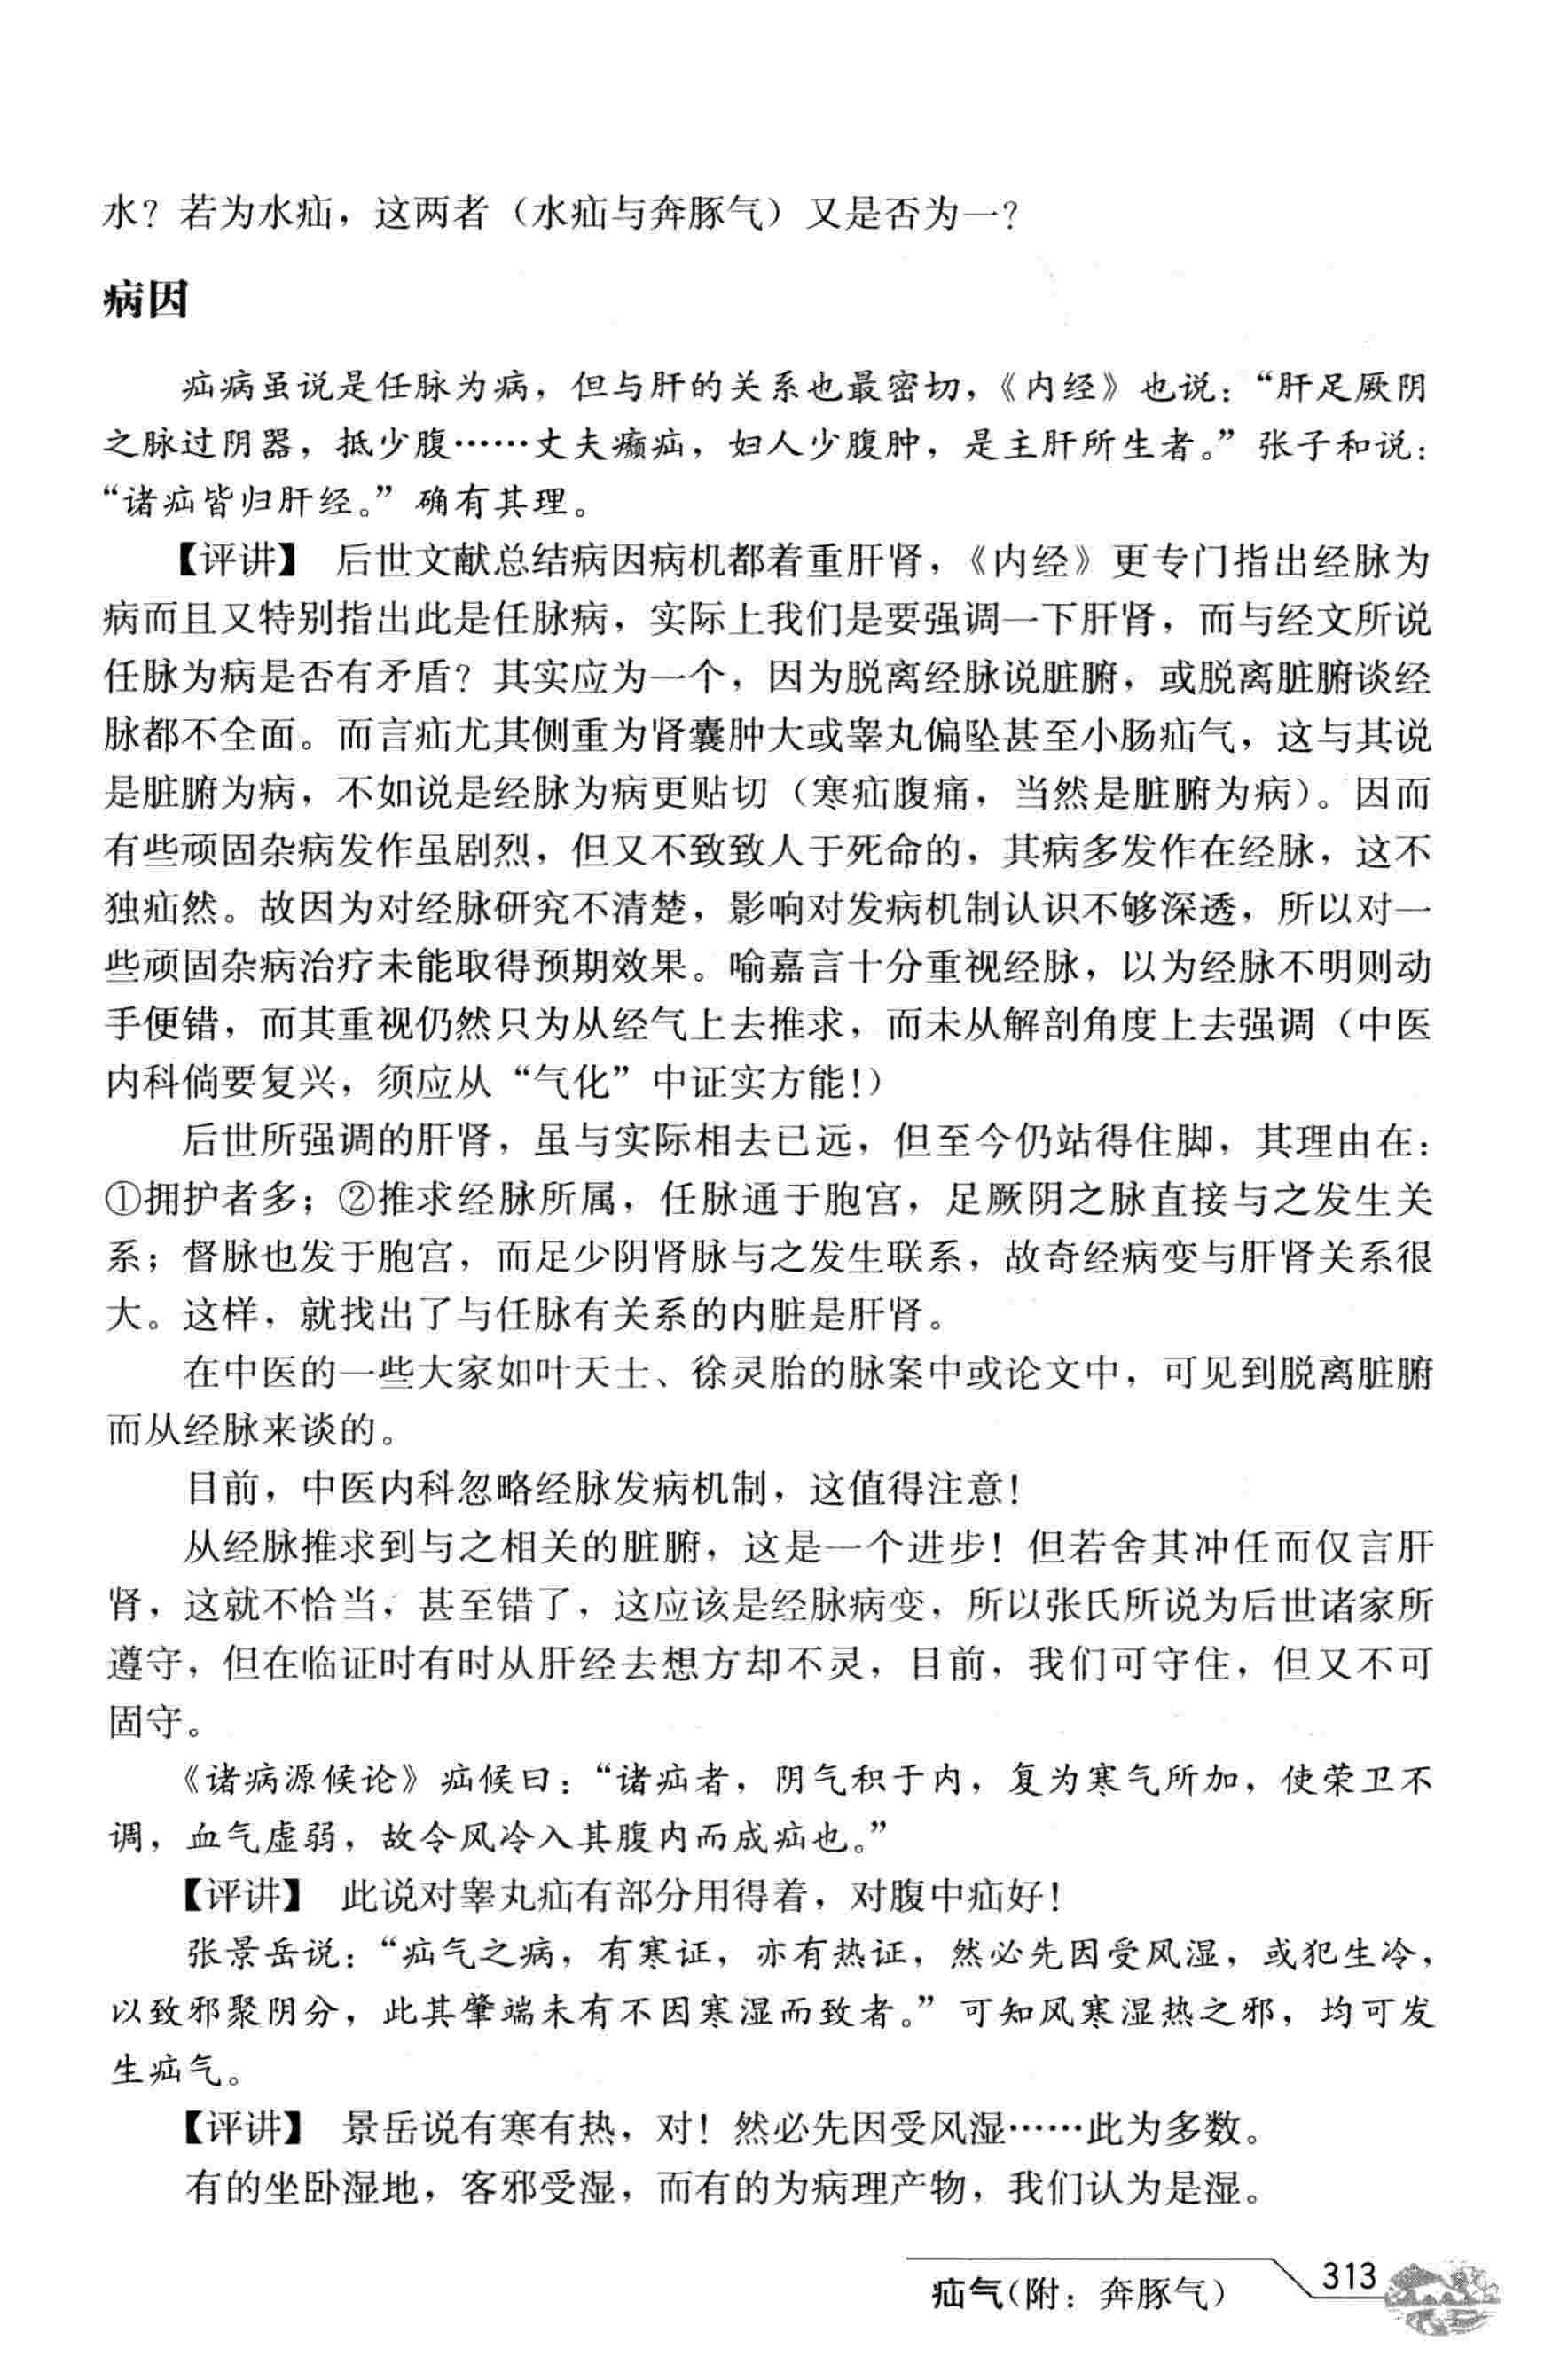 水？若为水疝，这两者（水疝与奔豚气）又是否为一？
病因
疝病虽说是任脉为病，但与肝的关系也最密切，《内经》也说：“肝足厥阴
之脉过阴器，抵少腹……丈夫㿗疝，妇人少腹肿，是主肝所生者。”张子和说：
“诸疝皆归肝经。”确有其理。
【评讲】 后世文献总结病因病机都着重肝肾，《内经》更专门指出经脉为
病而且又特别指出此是任脉病，实际上我们是要强调一下肝肾，而与经文所说
任脉为病是否有矛盾？其实应为一个，因为脱离经脉说脏腑，或脱离脏腑谈经
脉都不全面。而言疝尤其侧重为肾囊肿大或睾丸偏坠甚至小肠疝气，这与其说
是脏腑为病，不如说是经脉为病更贴切（寒疝腹痛，当然是脏腑为病）。因而
有些顽固杂病发作虽剧烈，但又不致致人于死命的，其病多发作在经脉，这不
独疝然。故因为对经脉研究不清楚，影响对发病机制认识不够深透，所以对一
些顽固杂病治疗未能取得预期效果。喻嘉言十分重视经脉，以为经脉不明则动
手便错，而其重视仍然只为从经气上去推求，而未从解剖角度上去强调（中医
内科倘要复兴，须应从“气化”中证实方能！）
后世所强调的肝肾，虽与实际相去已远，但至今仍站得住脚，其理由在：
①拥护者多；②推求经脉所属，任脉通于胞宫，足厥阴之脉直接与之发生关
系；督脉也发于胞宫，而足少阴肾脉与之发生联系，故奇经病变与肝肾关系很
大。这样，就找出了与任脉有关系的内脏是肝肾。
在中医的一些大家如叶天士、徐灵胎的脉案中或论文中，可见到脱离脏腑
而从经脉来谈的。
目前，中医内科忽略经脉发病机制，这值得注意！
从经脉推求到与之相关的脏腑，这是一个进步！但若舍其冲任而仅言肝
肾，这就不恰当，甚至错了，这应该是经脉病变，所以张氏所说为后世诸家所
遵守，但在临证时有时从肝经去想方却不灵，目前，我们可守住，但又不可
固守。
《诸病源候论》疝候曰：“诸疝者，阴气积于内，复为寒气所加，使荣卫不
调，血气虚弱，故令风冷入其腹内而成疝也。”
【评讲】 此说对睾丸疝有部分用得着，对腹中疝好！
张景岳说：“疝气之病，有寒证，亦有热证，然必先因受风湿，或犯生冷，
以致邪聚阴分，此其肇端未有不因寒湿而致者。”可知风寒湿热之邪，均可发
生疝气。
【评讲】 景岳说有寒有热，对！然必先因受风湿……此为多数。
有的坐卧湿地，客邪受湿，而有的为病理产物，我们认为是湿。
疝气（附：奔豚气） 313